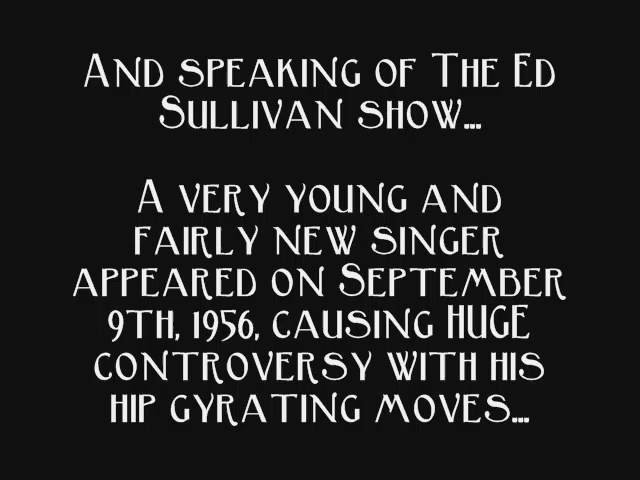 And speaking of The Ed
Sullivan show...
A very young and
fairly new singer
appeared on September
9th, 1956, causing HUGE
controversy with his
hip gyrating moves...